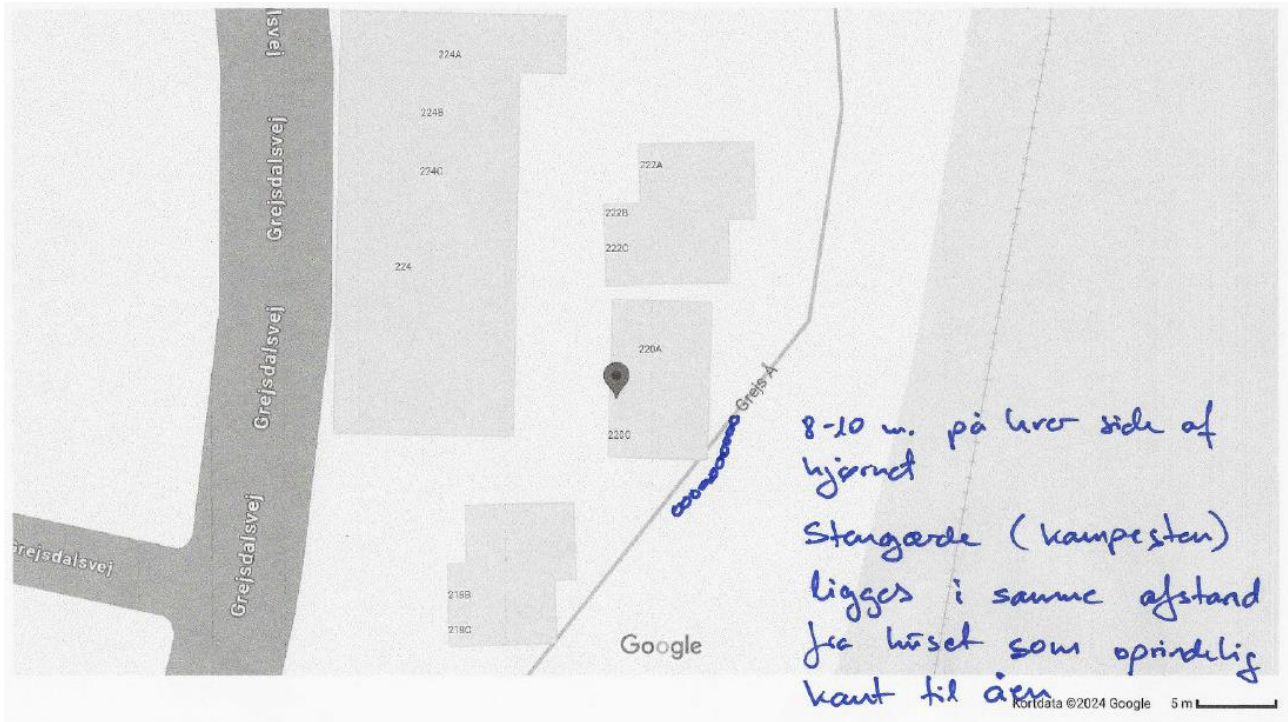 lsvej
224A
224B
Grejsdalsvej
224C
222A
222B
222C
224
Grejsdalsvej
220A
Grejs Å
220C
8-10 m. på hver side af
hjørnet
Grejsdalsvej
Stengærde (kampesten)
Grejsdalsvej
ligges i samme afstand
218B
218C
fra huset som oprindelig
Google
kant til åen
Kortdata ©2024 Google 5 m